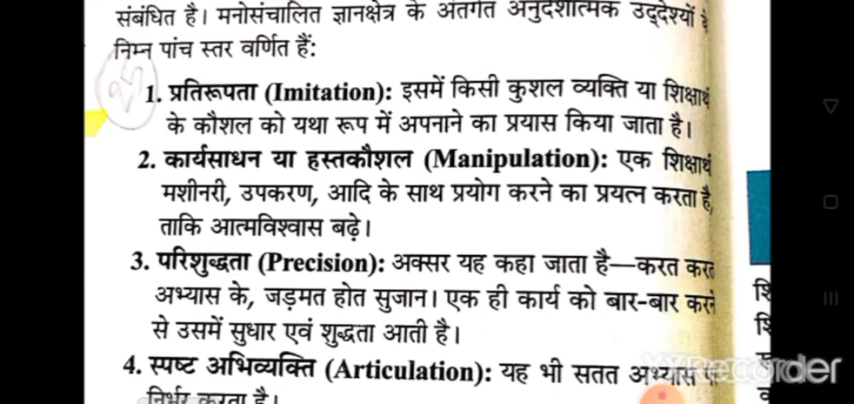 संबंधित है। मनोसंचालित ज्ञानक्षेत्र के अंतर्गत अनुदेशात्मक उद्‌देश्यों
निम्न पांच स्तर वर्णित हैं:
1. प्रतिरूपता (Imitation): इसमें किसी कुशल व्यक्ति या
के कौशल को यथा रूप में अपनाने का प्रयास किया जाता है।
2. कार्यसाधन या हस्तकौशल (Manipulation): एक
मशीनरी, उपकरण, आदि के साथ प्रयोग करने का प्रयत्न करता है,
ताकि आत्मविश्वास बढ़े।
3. परिशुद्धता (Precision): अक्सर यह कहा जाता है—करत करत
अभ्यास के, जड़मत होत सुजान। एक ही कार्य को बार-बार करने
से उसमें सुधार एवं शुद्धता आती है।
4. स्पष्ट अभिव्यक्ति (Articulation): यह भी सतत अभ्यास
निर्भर करता है।
XX Recorder